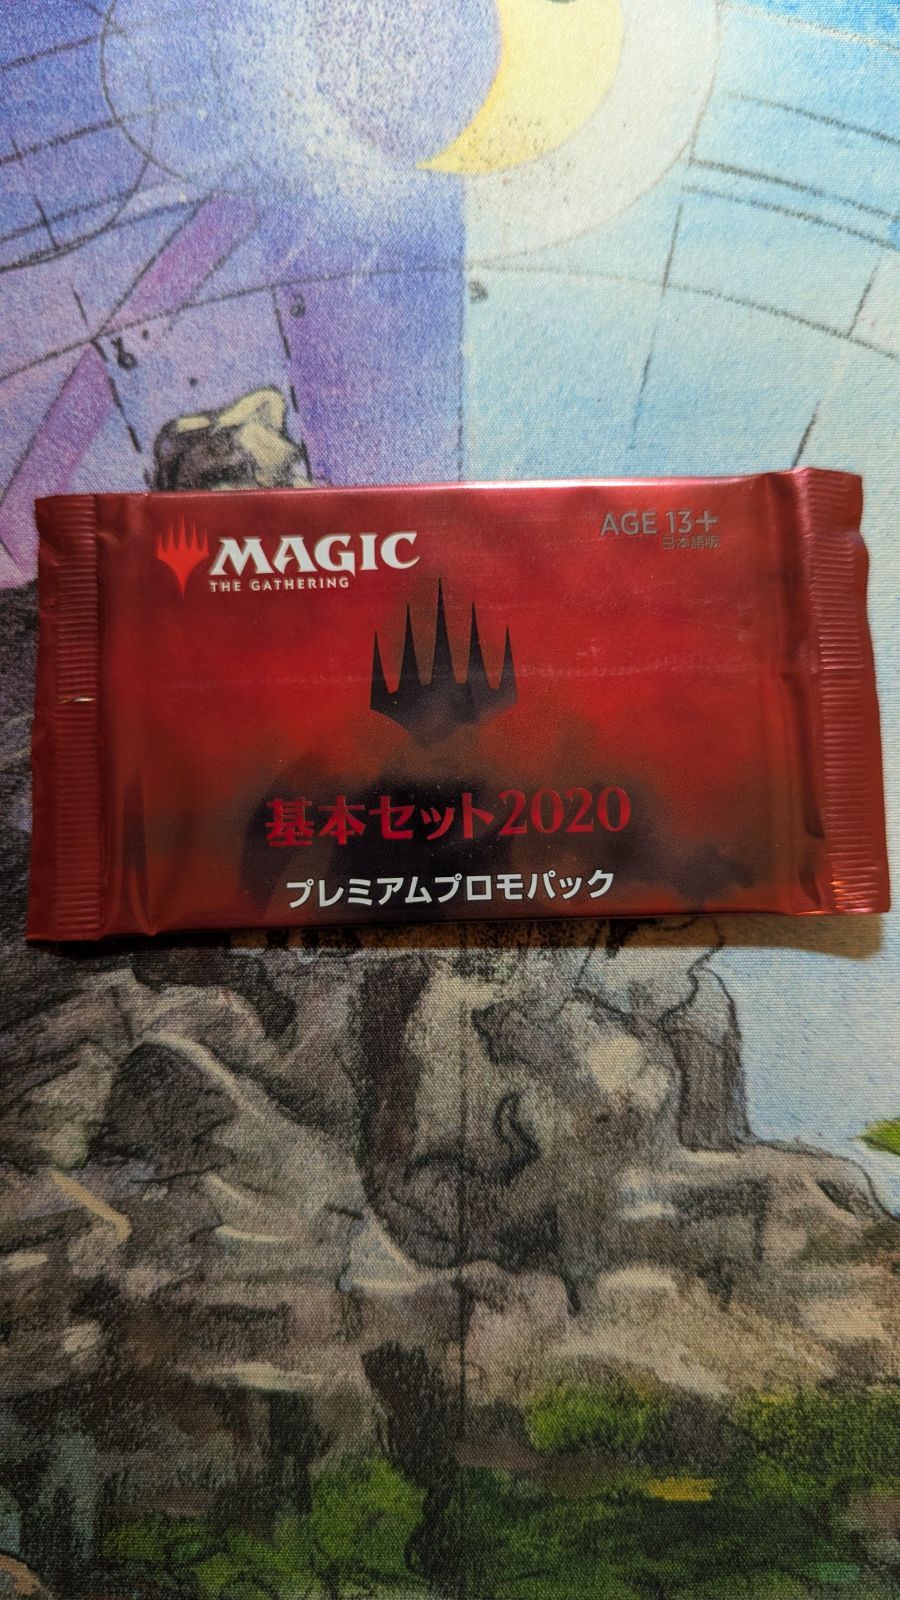 MAGIC
THE GATHERING
AGE 13+
日本語版
基本セット2020
プレミアムプロモパック